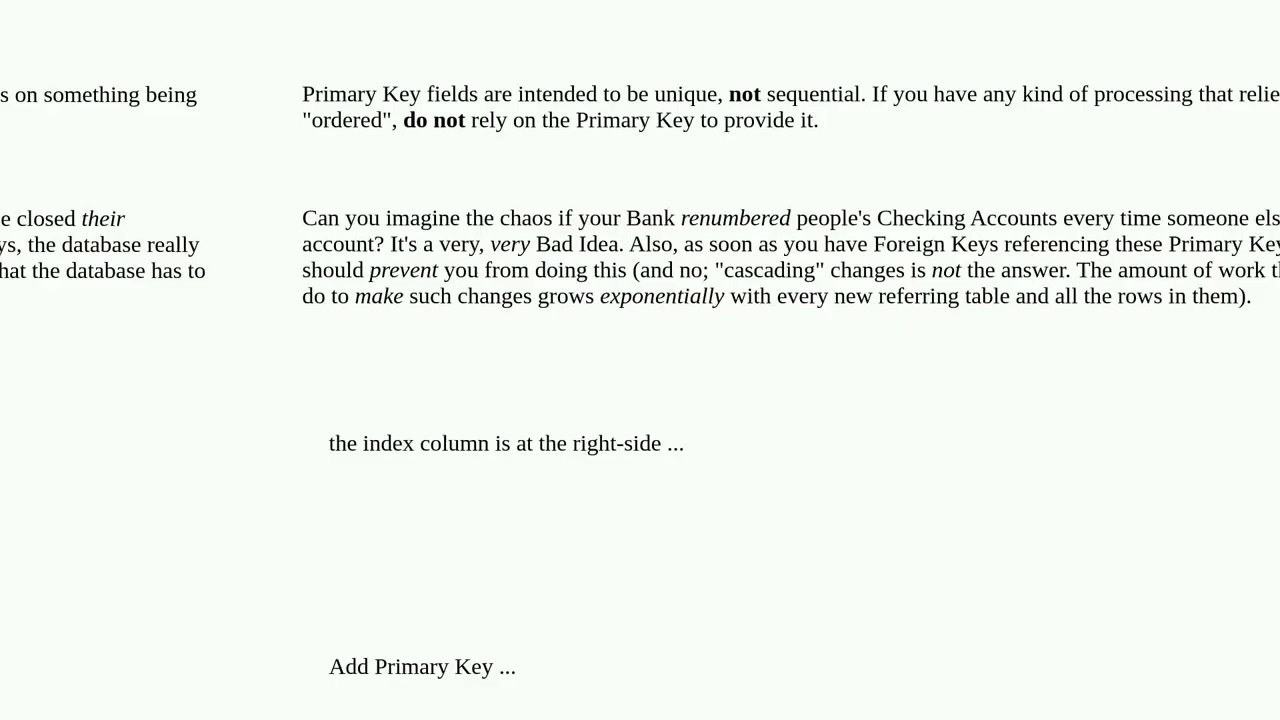 s on something being
Primary Key fields are intended to be unique, not sequential. If you have any kind of processing that relie
"ordered", do not rely on the Primary Key to provide it.
e closed their
ys, the database really
hat the database has to
Can you imagine the chaos if your Bank renumbered people's Checking Accounts every time someone els
account? It's a very, very Bad Idea. Also, as soon as you have Foreign Keys referencing these Primary Key
should prevent you from doing this (and no; "cascading" changes is not the answer. The amount of work t
do to make such changes grows exponentially with every new referring table and all the rows in them).
the index column is at the right-side ...
Add Primary Key ...